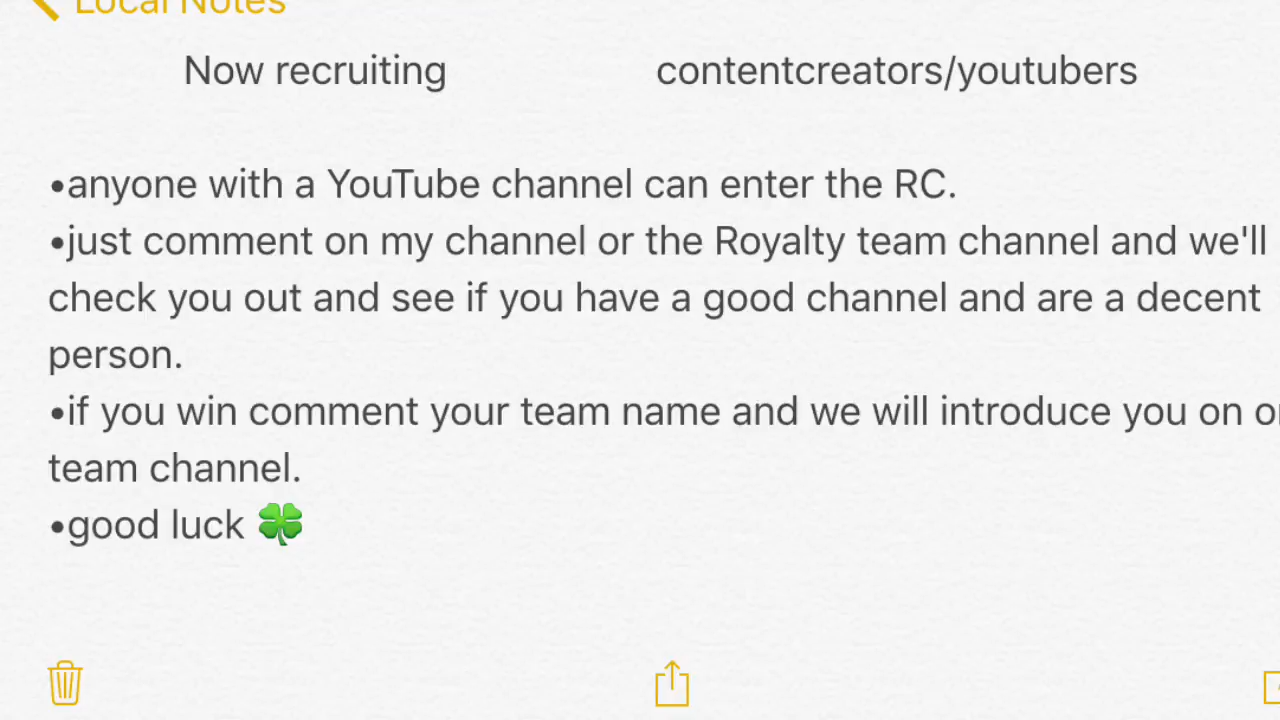 Local Notes
Now recruiting contentcreators/youtubers
•anyone with a YouTube channel can enter the RC.
•just comment on my channel or the Royalty team channel and we'll
check you out and see if you have a good channel and are a decent
person.
•if you win comment your team name and we will introduce you on
team channel.
•good luck 🍀